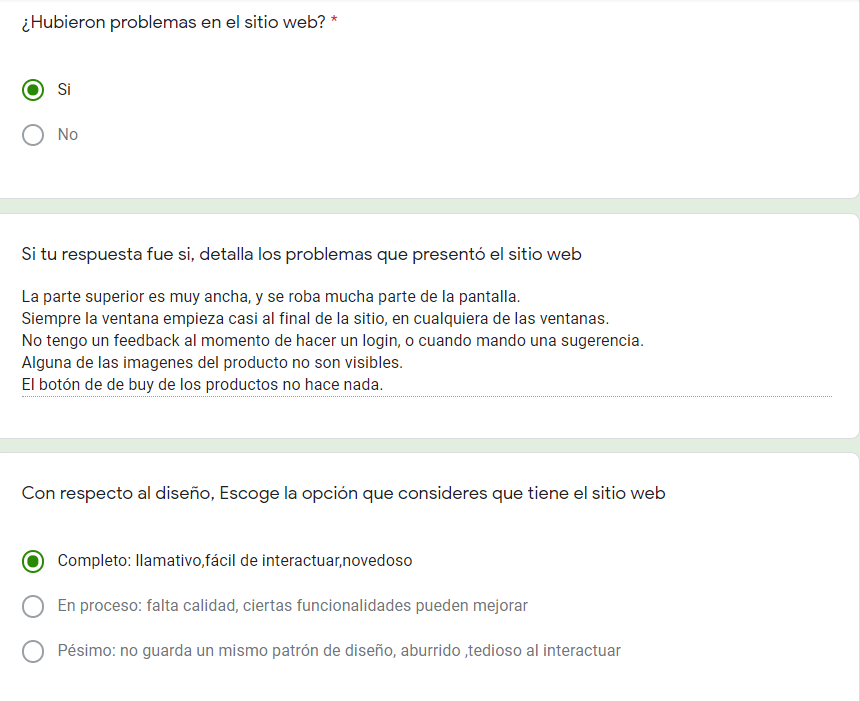 ¿Hubieron problemas en el sitio web? *
Si
No
Si tu respuesta fue si, detalla los problemas que presentó el sitio web
La parte superior es muy ancha, y se roba mucha parte de la pantalla.
Siempre la ventana empieza casi al final de la sitio, en cualquiera de las ventanas.
No tengo un feedback al momento de hacer un login, o cuando mando una sugerencia.
Alguna de las imagenes del producto no son visibles.
El botón de de buy de los productos no hace nada.
Con respecto al diseño, Escoge la opción que consideres que tiene el sitio web
Completo: llamativo,fácil de interactuar,novedoso
En proceso: falta calidad, ciertas funcionalidades pueden mejorar
Pésimo: no guarda un mismo patrón de diseño, aburrido ,tedioso al interactuar